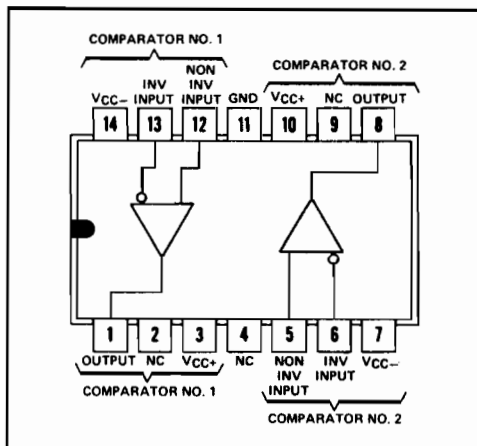 COMPARATOR NO. 1
COMPARATOR NO. 2
VCC– INV INPUT NON INV INPUT GND VCC+ NC OUTPUT
14 13 12 11 10 9 8
1 2 3 4 5 6 7
OUTPUT NC VCC+ NC NON INV INPUT INV INPUT VCC–
COMPARATOR NO. 1
COMPARATOR NO. 2